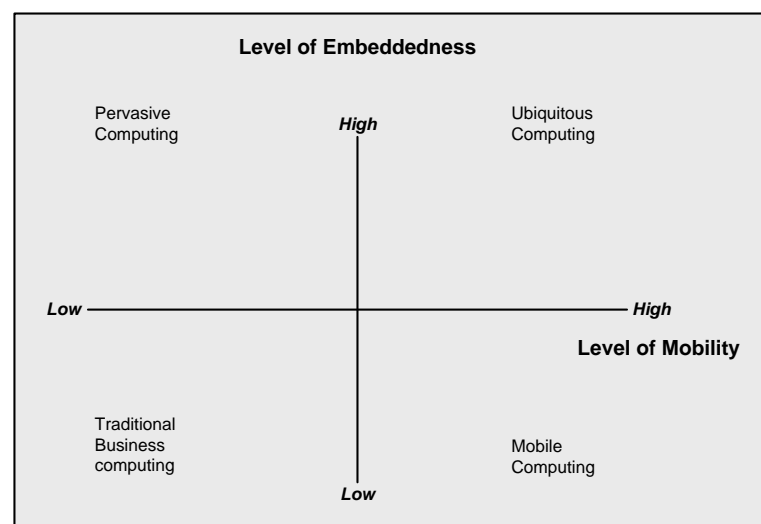 Level of Embeddedness
Pervasive
Computing
Ubiquitous
Computing
High
Low
High
Level of Mobility
Traditional
Business
computing
Mobile
Computing
Low